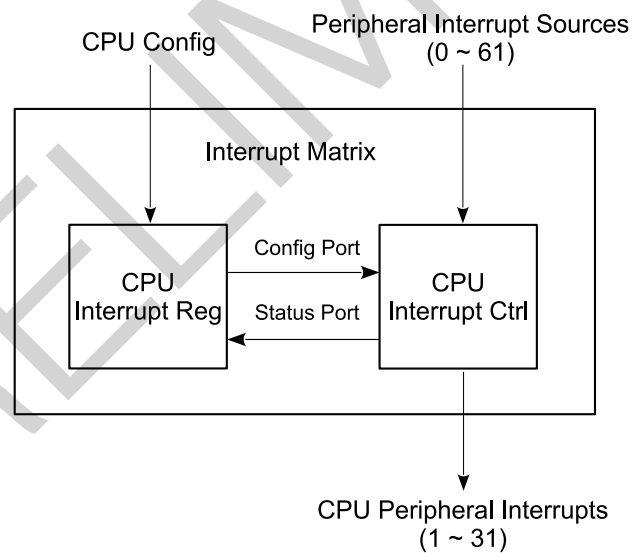 Peripheral Interrupt Sources
CPU Config
(0 ~ 61)
Interrupt Matrix
Config Port
CPU
Interrupt Reg
CPU
Interrupt Ctrl
Status Port
CPU Peripheral Interrupts
(1 ~ 31)